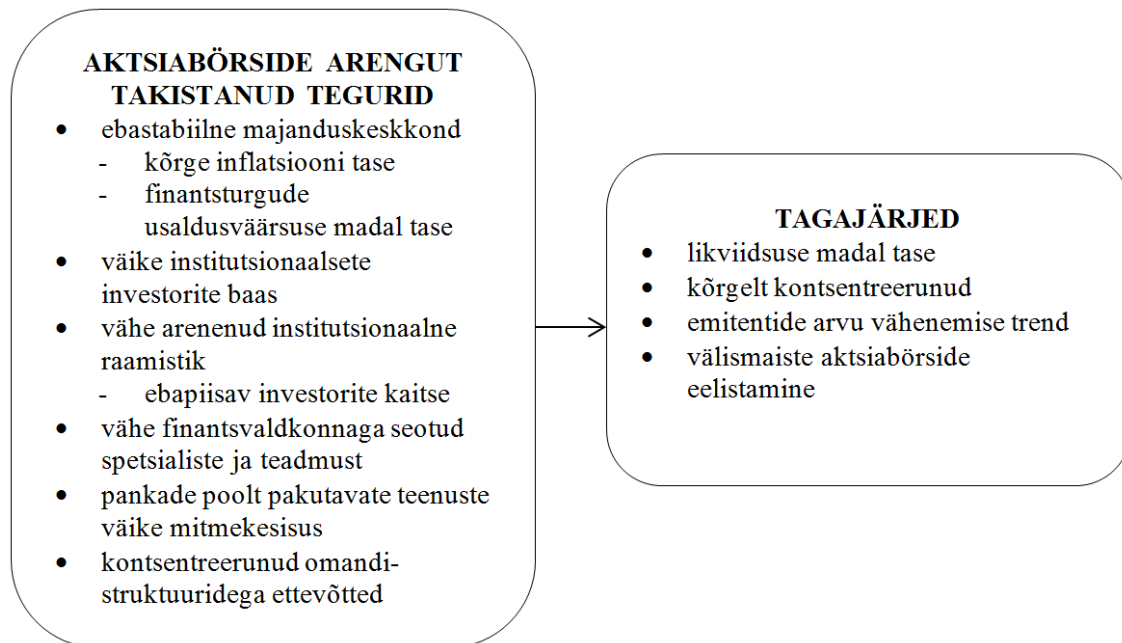 AKTSIABÖRSIDE ARENGUT
TAKISTANUD TEGURID
• ebastabiilne majanduskeskkond
- kõrge inflatsiooni tase
- finantsturgude
usaldusväärsuse madal tase
• väike institutsionaalsete
investorite baas
• vähe arenenud institutsionaalne
raamistik
- ebapiisav investorite kaitse
• vähe finantsvaldkonnaga seotud
spetsialiste ja teadmust
• pankade poolt pakutavate teenuste
väike mitmekesisus
• kontsentreerunud omandi-
struktuuridega ettevõtted
TAGAJÄRJED
• likviidsuse madal tase
• kõrgelt kontsentreerunud
• emitentide arvu vähenemise trend
• välismaiste aktsiabörside
eelistamine